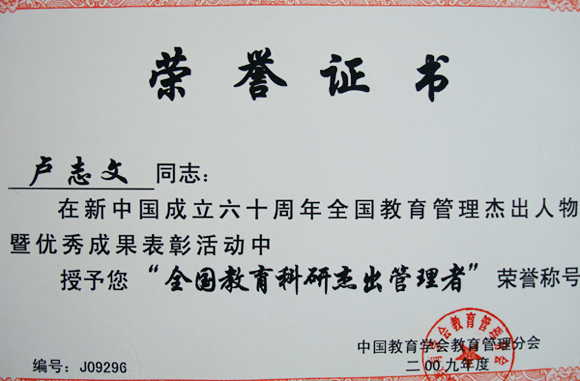 荣誉证书
卢志文 同志：
在新中国成立六十周年全国教育管理杰出人物
暨优秀成果表彰活动中
授予您“全国教育科研杰出管理者”荣誉称号
中国教育学会教育管理分会
二00九年度
编号：J0929G